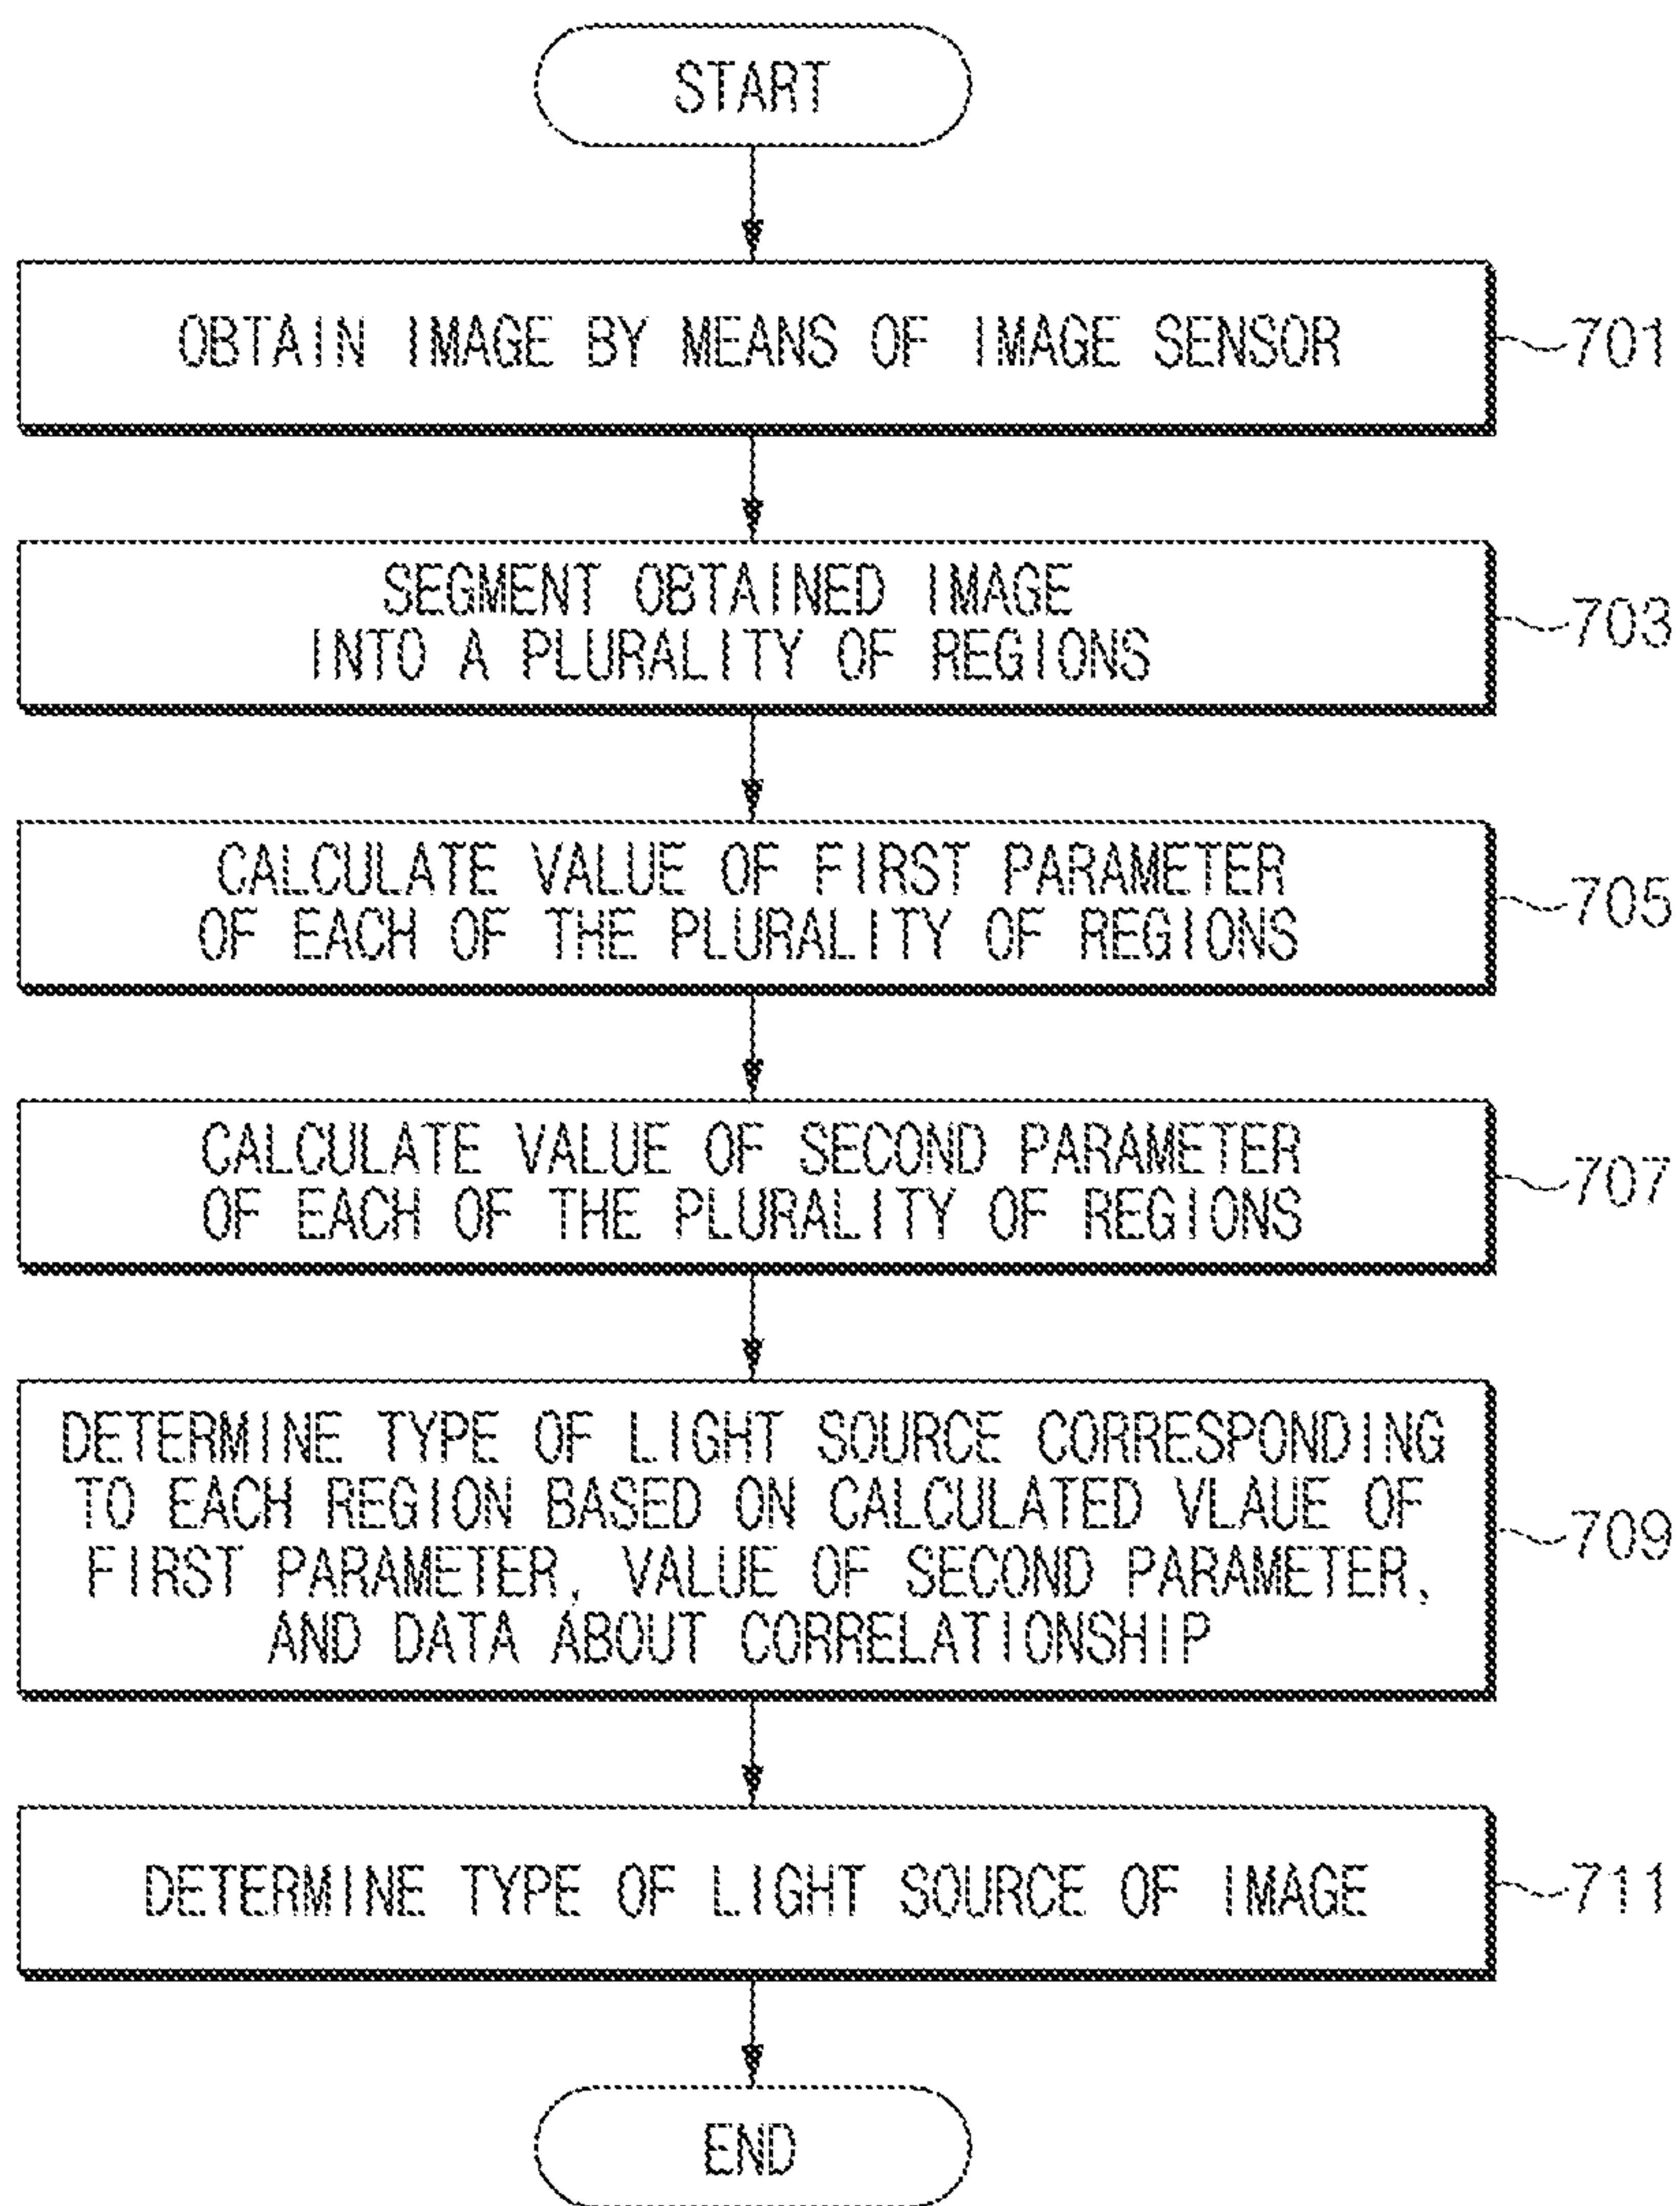 START
OBTAIN IMAGE BY MEANS OF IMAGE SENSOR
701
SEGMENT OBTAINED IMAGE
INTO A PLURALITY OF REGIONS
703
CALCULATE VALUE OF FIRST PARAMETER
OF EACH OF THE PLURALITY OF REGIONS
705
CALCULATE VALUE OF SECOND PARAMETER
OF EACH OF THE PLURALITY OF REGIONS
707
DETERMINE TYPE OF LIGHT SOURCE CORRESPONDING
TO EACH REGION BASED ON CALCULATED VLAUE OF
FIRST PARAMETER, VALUE OF SECOND PARAMETER,
AND DATA ABOUT CORRELATIONSHIP
709
DETERMINE TYPE OF LIGHT SOURCE OF IMAGE
711
END